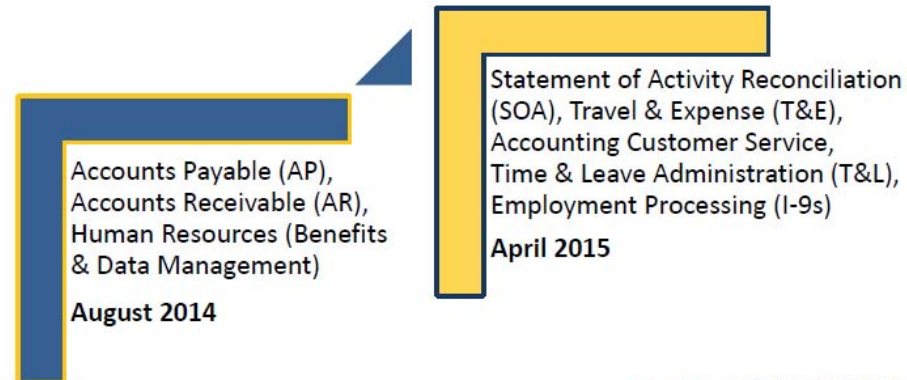 Accounts Payable (AP),
Accounts Receivable (AR),
Human Resources (Benefits
& Data Management)
August 2014
Statement of Activity Reconciliation
(SOA), Travel & Expense (T&E),
Accounting Customer Service,
Time & Leave Administration (T&L),
Employment Processing (I-9s)
April 2015